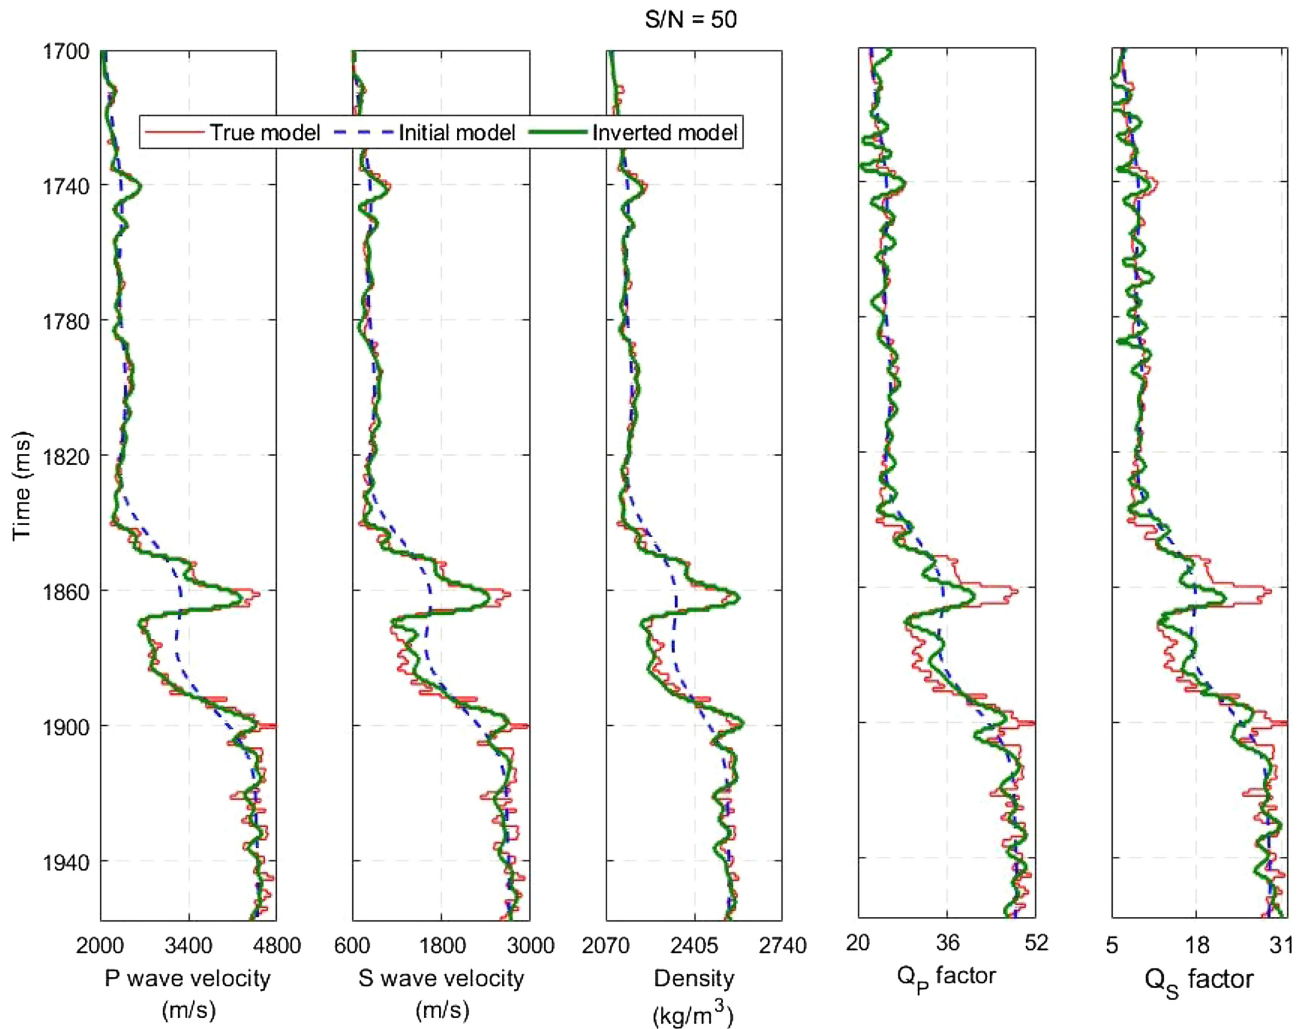 S/N = 50
True model Initial model Inverted model
Time (ms)
1700
1740
1780
1820
1860
1900
1940
2000 3400 4800
P wave velocity
(m/s)
600 1800 3000
S wave velocity
(m/s)
2070 2405 2740
Density
(kg/m³)
20 36 52
Q_P factor
5 18 31
Q_S factor